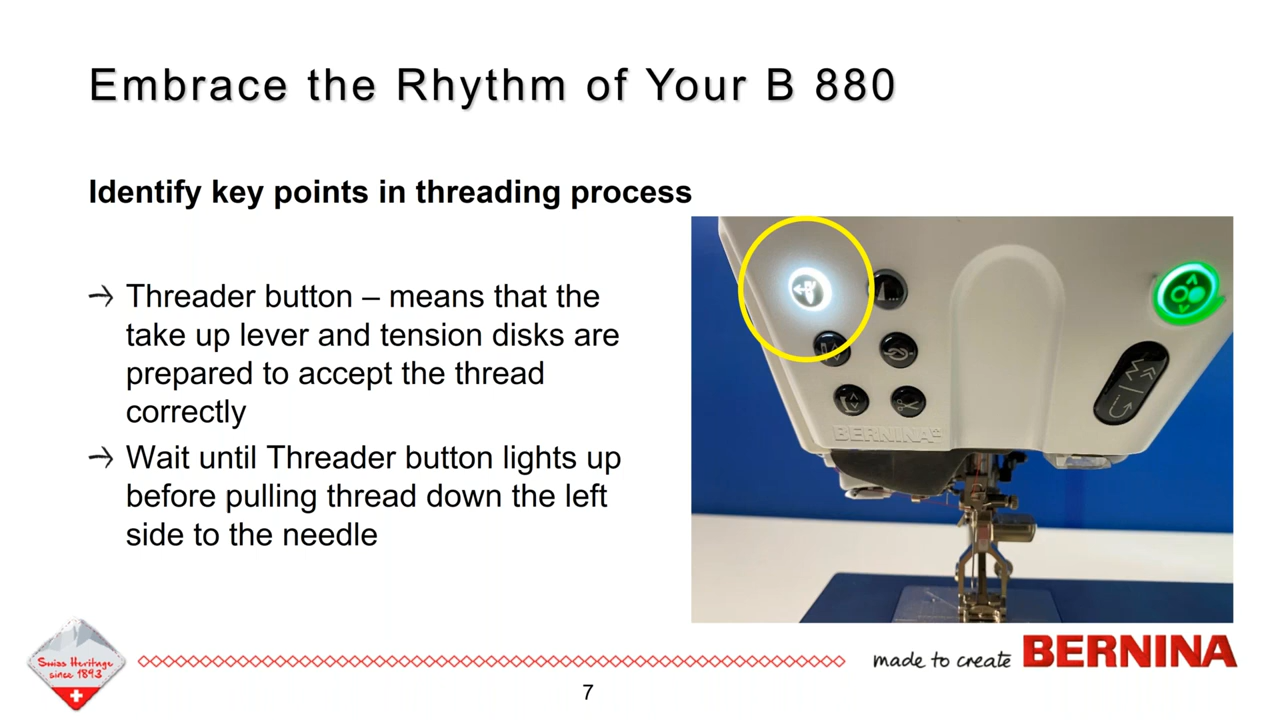 Embrace the Rhythm of Your B 880
Identify key points in threading process
Threader button – means that the
take up lever and tension disks are
prepared to accept the thread
correctly
Wait until Threader button lights up
before pulling thread down the left
side to the needle
BERNINA
Swiss Heritage
since 1893
made to create BERNINA
7